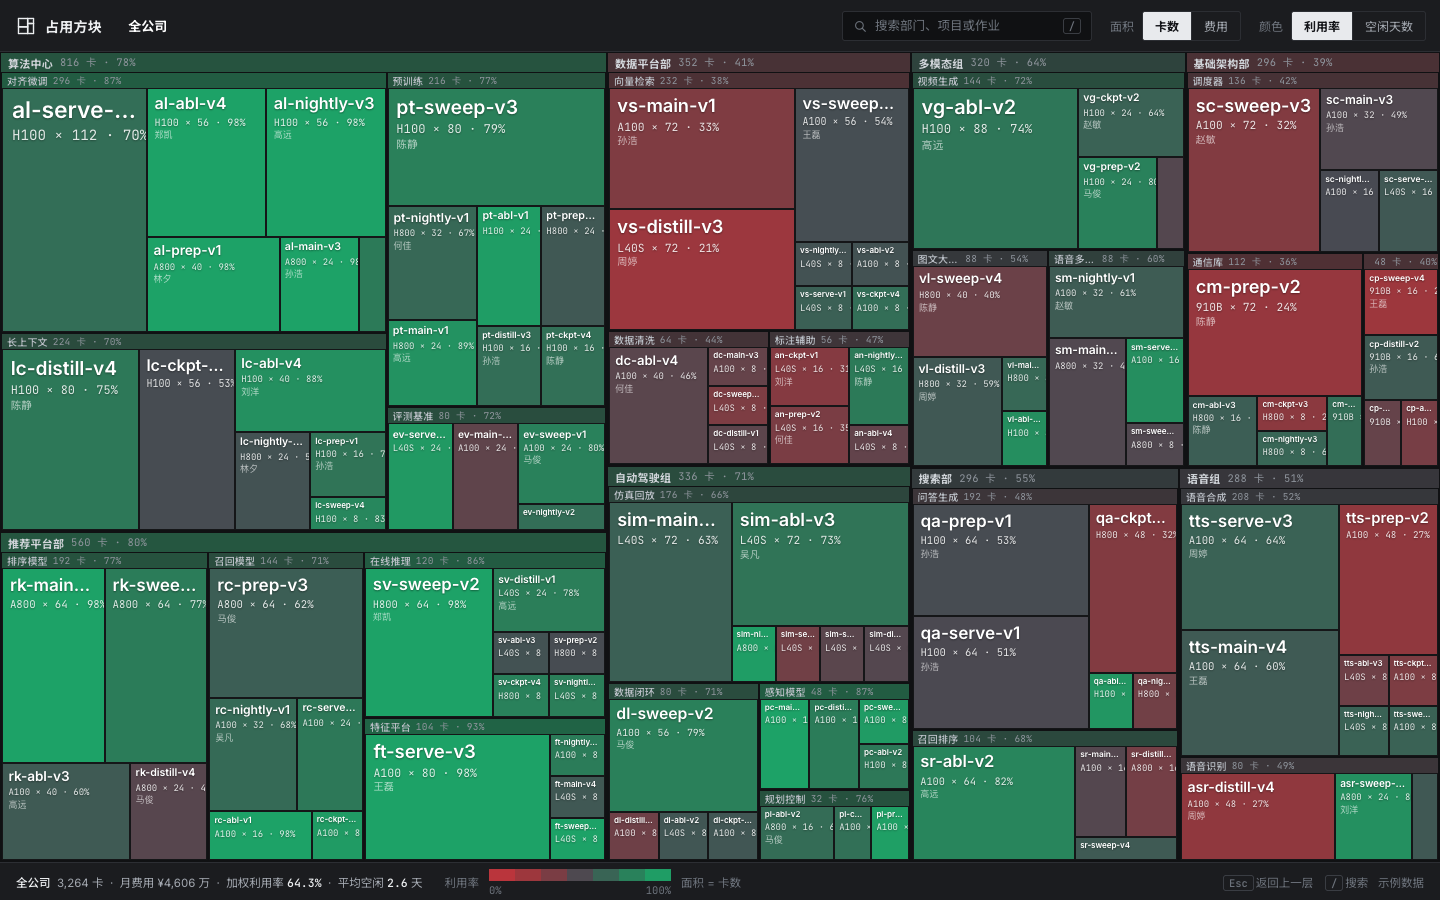 占用方块 全公司 搜索部门、项目或作业 / 面积 卡数 费用 颜色 利用率 空闲天数
算法中心 816 卡 · 78%
对齐微调 296 卡 · 87%
al-serve-...
H100 × 112 · 70%
al-abl-v4
H100 × 56 · 98%
郑凯
al-nightly-v3
H100 × 56 · 98%
高远
al-prep-v1
A800 × 40 · 98%
林夕
al-main-v3
A800 × 24 · 98
孙浩
预训练 216 卡 · 77%
pt-sweep-v3
H100 × 80 · 79%
陈静
pt-nightly-v1
H800 × 32 · 67%
何佳
pt-abl-v1
H100 × 24 ·
pt-prep...
H800 × 24 ·
pt-main-v1
H800 × 24 · 89%
高远
pt-distill-v3
H100 × 16 ·
孙浩
pt-ckpt-v4
H100 × 16 ·
陈静
长上下文 224 卡 · 70%
lc-distill-v4
H100 × 80 · 75%
陈静
lc-ckpt-...
H100 × 56 · 53%
lc-abl-v4
H100 × 40 · 88%
刘洋
lc-nightly-...
H800 × 24 · 5
林夕
lc-prep-v1
H100 × 16 · 7
孙浩
lc-sweep-v4
H100 × 8 · 83
评测基准 80 卡 · 72%
ev-serve...
L40S × 24 ·
ev-main-...
A100 × 24 ·
ev-sweep-v1
A100 × 24 · 80%
马俊
ev-nightly-v2
推荐平台部 560 卡 · 80%
排序模型 192 卡 · 77%
rk-main...
A800 × 64 · 98%
rk-swee...
A800 × 64 · 77%
rk-abl-v3
A100 × 40 · 60%
高远
rk-distill-v4
A800 × 24 · 4
马俊
召回模型 144 卡 · 71%
rc-prep-v3
A800 × 64 · 62%
马俊
rc-nightly-v1
A100 × 32 · 68%
吴凡
rc-serve...
A100 × 24 ·
rc-abl-v1
A100 × 16 · 98%
rc-ckpt-...
A100 × 8
在线推理 120 卡 · 86%
sv-sweep-v2
H800 × 64 · 98%
郑凯
sv-distill-v1
L40S × 24 · 78%
高远
sv-abl-v3
L40S × 8
sv-prep-v2
H800 × 8
sv-ckpt-v4
H800 × 8
sv-nightl...
L40S × 8
特征平台 104 卡 · 93%
ft-serve-v3
A100 × 80 · 98%
王磊
ft-nightly...
A100 × 8
ft-main-v4
L40S × 8
ft-sweep...
L40S × 8
数据平台部 352 卡 · 41%
向量检索 232 卡 · 38%
vs-main-v1
A100 × 72 · 33%
孙浩
vs-sweep...
A100 × 56 · 54%
王磊
vs-distill-v3
L40S × 72 · 21%
周婷
vs-nightly...
L40S × 8 ·
vs-abl-v2
A100 × 8 ·
vs-serve-v1
L40S × 8 ·
vs-ckpt-v4
A100 × 8 ·
数据清洗 64 卡 · 44%
dc-abl-v4
A100 × 40 · 46%
何佳
dc-main-v3
A100 × 8 ·
dc-sweep...
L40S × 8 ·
dc-distill-v1
L40S × 8 ·
标注辅助 56 卡 · 47%
an-ckpt-v1
L40S × 16 · 31
刘洋
an-nightly...
L40S × 16
陈静
an-prep-v2
L40S × 16 · 35
何佳
an-abl-v4
L40S × 8 ·
自动驾驶组 336 卡 · 71%
仿真回放 176 卡 · 66%
sim-main...
L40S × 72 · 63%
sim-abl-v3
L40S × 72 · 73%
吴凡
sim-ni...
A800 ×
sim-se...
L40S ×
sim-s...
L40S ×
sim-di...
L40S ×
数据闭环 80 卡 · 71%
dl-sweep-v2
A100 × 56 · 79%
马俊
dl-distill...
A100 × 8
dl-abl-v2
L40S × 8
dl-ckpt-...
A100 × 8
感知模型 48 卡 · 87%
pc-mai...
A100 × 1
pc-disti...
A100 × 1
pc-swe...
A100 × 8
pc-abl-v2
H100 × 8
规划控制 32 卡 · 76%
pl-abl-v2
A800 × 16 · 6
马俊
pl-c...
A100 ×
pl-pr...
A100 ×
多模态组 320 卡 · 64%
视频生成 144 卡 · 72%
vg-abl-v2
H100 × 88 · 74%
高远
vg-ckpt-v2
H100 × 24 · 64%
赵敏
vg-prep-v2
H100 × 24 · 80
马俊
图文大... 88 卡 · 54%
vl-sweep-v4
H800 × 40 · 40%
陈静
vl-distill-v3
H800 × 32 · 59%
周婷
vl-mai...
H800 ×
vl-abl-...
H100 ×
语音多... 88 卡 · 60%
sm-nightly-v1
A100 × 32 · 61%
赵敏
sm-main...
A800 × 32 · 4
sm-serve...
A100 × 16
sm-swee...
A800 × 8 ·
基础架构部 296 卡 · 39%
调度器 136 卡 · 42%
sc-sweep-v3
A100 × 72 · 32%
赵敏
sc-main-v3
A100 × 32 · 49%
孙浩
sc-nightl...
A100 × 16
sc-serve-...
L40S × 16
通信库 112 卡 · 36%
cm-prep-v2
910B × 72 · 24%
陈静
cm-abl-v3
H800 × 16 ·
陈静
cm-ckpt-v3
H800 × 8 · 2
cm-nightly-v3
H800 × 8 · 6
cm-...
910B
48 卡 · 40%
cp-sweep-v4
910B × 16 · 2
王磊
cp-distill-v2
910B × 16 · 6
孙浩
cp-...
910B ×
cp-a...
H100 ×
搜索部 296 卡 · 55%
问答生成 192 卡 · 48%
qa-prep-v1
H100 × 64 · 53%
孙浩
qa-ckpt...
H800 × 48 · 32%
qa-serve-v1
H100 × 64 · 51%
孙浩
qa-abl...
H100 ×
qa-nig...
H800 ×
召回排序 104 卡 · 68%
sr-abl-v2
A100 × 64 · 82%
高远
sr-main...
A100 × 1
sr-distill...
A800 × 1
sr-sweep-v4
语音组 288 卡 · 51%
语音合成 208 卡 · 52%
tts-serve-v3
A100 × 64 · 64%
周婷
tts-prep-v2
A100 × 48 · 27%
tts-main-v4
A100 × 64 · 60%
王磊
tts-abl-v3
L40S × 8
tts-ckpt...
A100 × 8
tts-nigh...
L40S × 8
tts-swe...
A100 × 8
语音识别 80 卡 · 49%
asr-distill-v4
A100 × 48 · 27%
周婷
asr-sweep-...
A800 × 24 · 8
刘洋
全公司 3,264 卡 · 月费用 ¥4,606 万 · 加权利用率 64.3% · 平均空闲 2.6 天 利用率 0% 100% 面积 = 卡数 Esc 返回上一层 / 搜索 示例数据